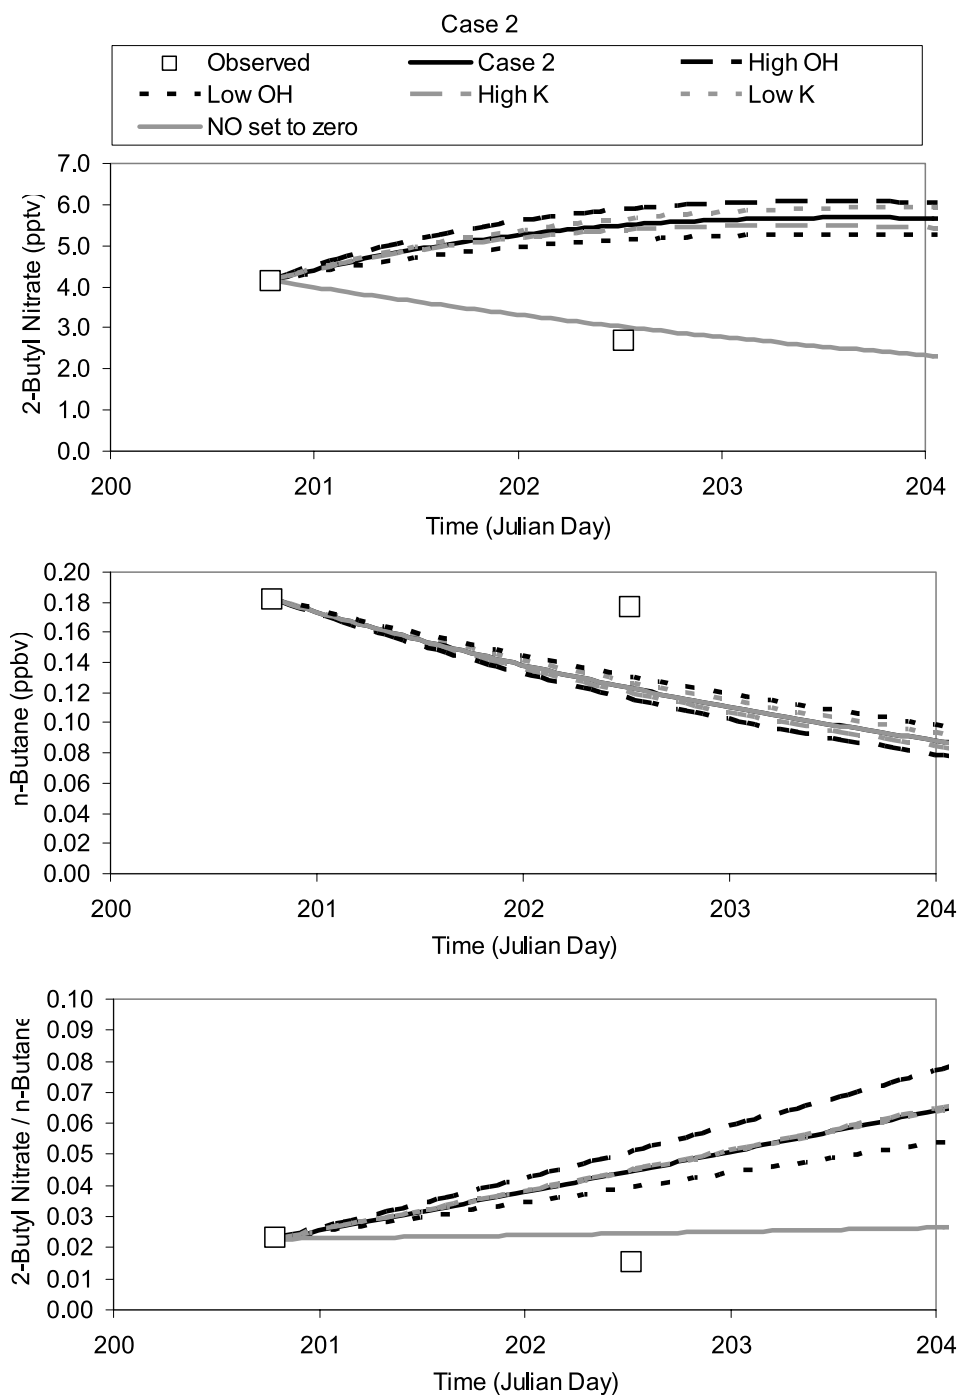 Case 2
Observed Case 2 High OH
Low OH High K Low K
NO set to zero
2-Butyl Nitrate (pptv)
7.0
6.0
5.0
4.0
3.0
2.0
1.0
0.0
200 201 202 203 204
Time (Julian Day)
n-Butane (ppbv)
0.20
0.18
0.16
0.14
0.12
0.10
0.08
0.06
0.04
0.02
0.00
200 201 202 203 204
Time (Julian Day)
2-Butyl Nitrate / n-Butane
0.10
0.09
0.08
0.07
0.06
0.05
0.04
0.03
0.02
0.01
0.00
200 201 202 203 204
Time (Julian Day)